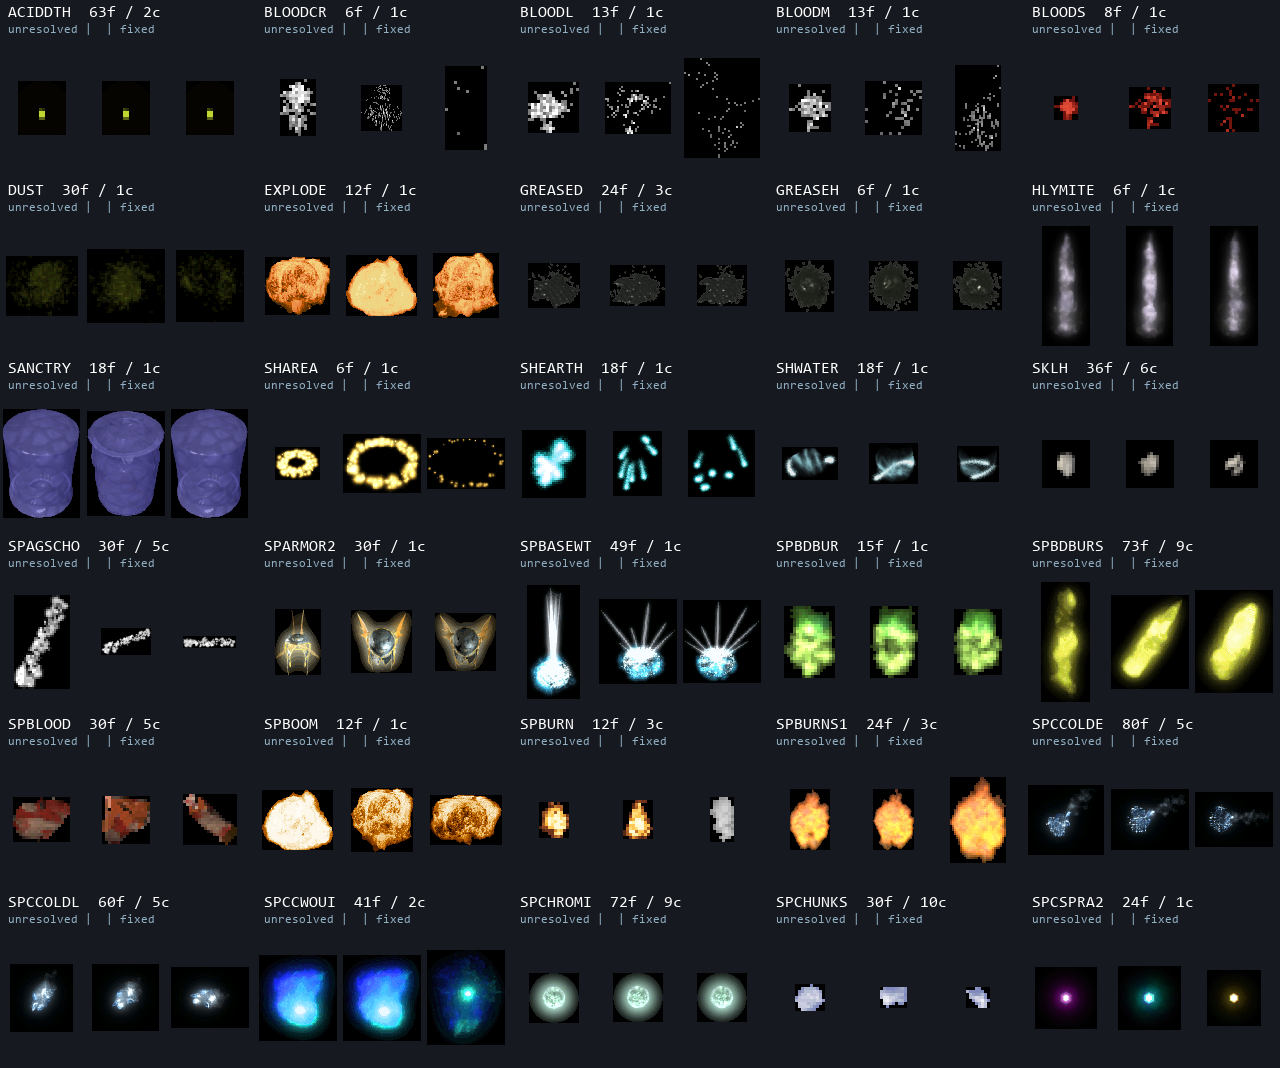 ACIDDTH  63f / 2c
unresolved |  | fixed
BLOODCR  6f / 1c
unresolved |  | fixed
BLOODL  13f / 1c
unresolved |  | fixed
BLOODM  13f / 1c
unresolved |  | fixed
BLOODS  8f / 1c
unresolved |  | fixed
DUST  30f / 1c
unresolved |  | fixed
EXPLODE  12f / 1c
unresolved |  | fixed
GREASED  24f / 3c
unresolved |  | fixed
GREASEH  6f / 1c
unresolved |  | fixed
HLYMITE  6f / 1c
unresolved |  | fixed
SANCTRY  18f / 1c
unresolved |  | fixed
SHAREA  6f / 1c
unresolved |  | fixed
SHEARTH  18f / 1c
unresolved |  | fixed
SHWATER  18f / 1c
unresolved |  | fixed
SKLH  36f / 6c
unresolved |  | fixed
SPAGSCHO  30f / 5c
unresolved |  | fixed
SPARMOR2  30f / 1c
unresolved |  | fixed
SPBASEWT  49f / 1c
unresolved |  | fixed
SPBDBUR  15f / 1c
unresolved |  | fixed
SPBDBURS  73f / 9c
unresolved |  | fixed
SPBLOOD  30f / 5c
unresolved |  | fixed
SPBOOM  12f / 1c
unresolved |  | fixed
SPBURN  12f / 3c
unresolved |  | fixed
SPBURNS1  24f / 3c
unresolved |  | fixed
SPCCOLDE  80f / 5c
unresolved |  | fixed
SPCCOLDL  60f / 5c
unresolved |  | fixed
SPCCWOUI  41f / 2c
unresolved |  | fixed
SPCHROMI  72f / 9c
unresolved |  | fixed
SPCHUNKS  30f / 10c
unresolved |  | fixed
SPCSPRA2  24f / 1c
unresolved |  | fixed